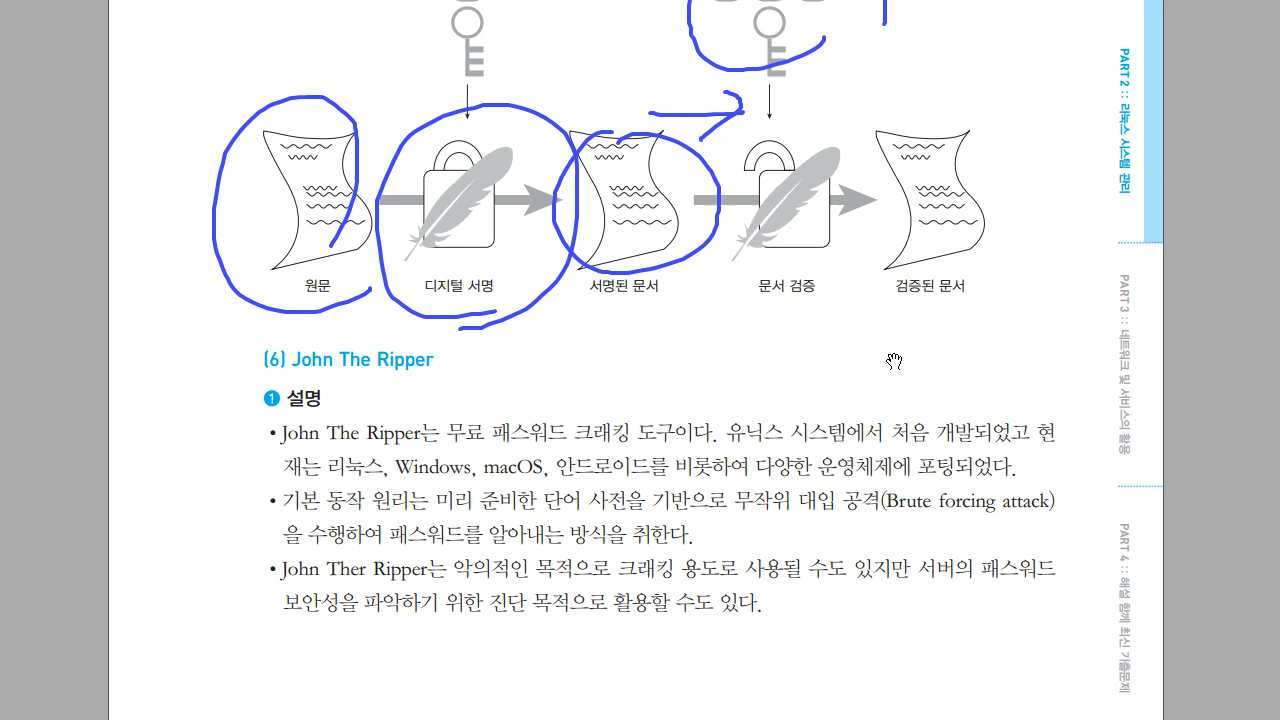 원문
디지털 서명
서명된 문서
문서 검증
검증된 문서
(6) John The Ripper
1 설명
• John The Ripper는 무료 패스워드 크래킹 도구이다. 유닉스 시스템에서 처음 개발되었고 현
재는 리눅스, Windows, macOS, 안드로이드를 비롯하여 다양한 운영체제에 포팅되었다.
• 기본 동작 원리는 미리 준비한 단어 사전을 기반으로 무작위 대입 공격(Brute forcing attack)
을 수행하여 패스워드를 알아내는 방식을 취한다.
• John Ther Ripper는 악의적인 목적으로 크래킹 용도로 사용될 수도 있지만 서버의 패스워드
보안성을 파악하기 위한 진단 목적으로 활용할 수도 있다.
PART 2 :: 리눅스 시스템 관리
PART 3 :: 네트워크 및 서비스의 활용
PART 4 :: 해설 함께 최신 기출문제